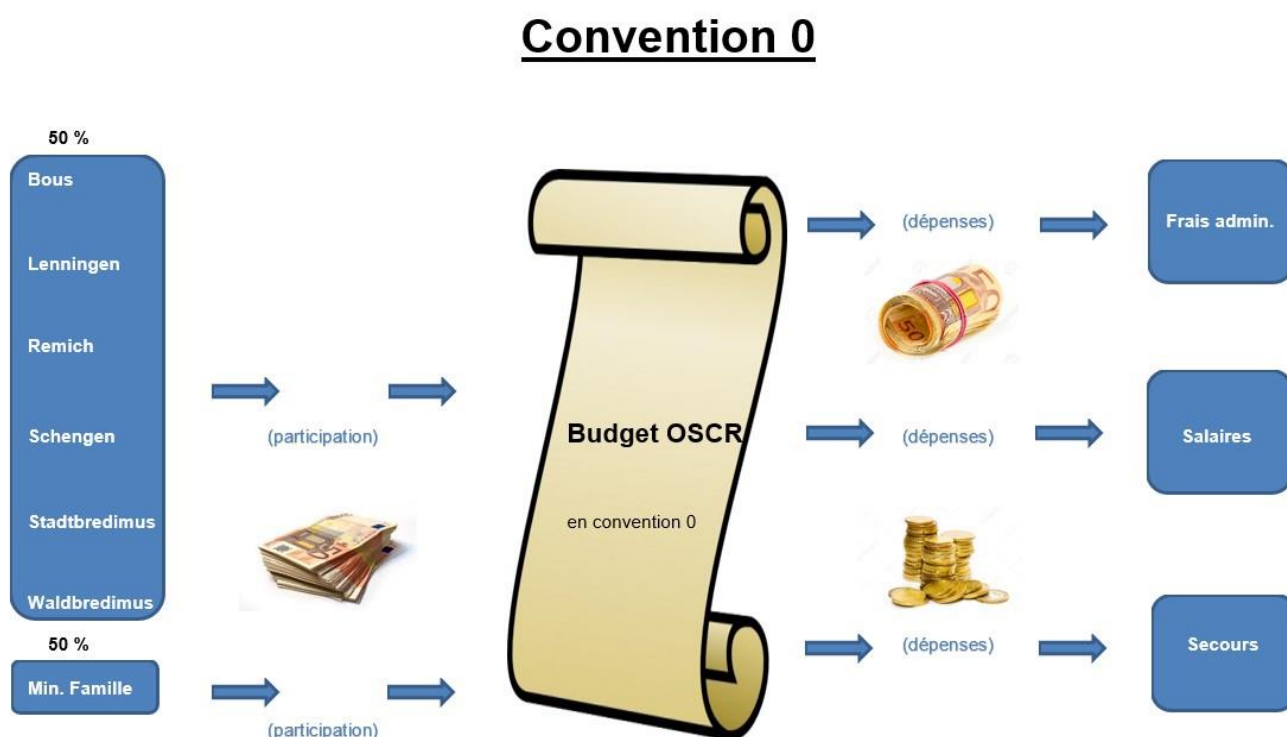 Convention 0
50 %
Bous
Lenningen
Remich
Schengen
Stadtbredimus
Waldbredimus
50 %
Min. Famille
(participation)
(participation)
Budget OSCR
en convention 0
(dépenses)
Frais admin.
50
(dépenses)
Salaires
(dépenses)
Secours